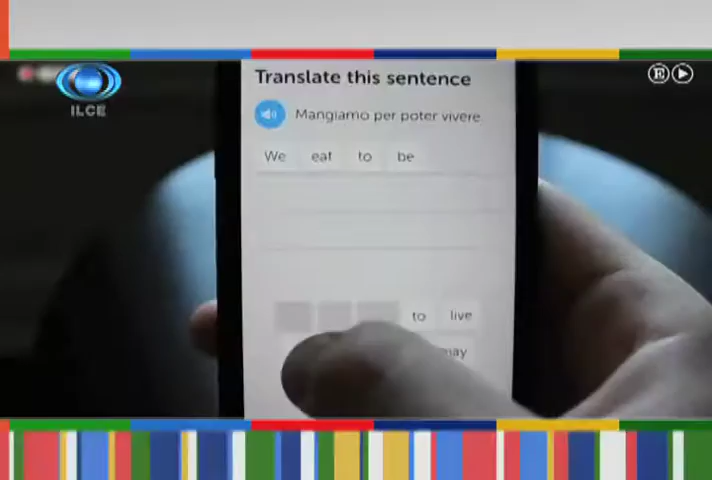 Translate this sentence
Mangiamo per poter vivere
We eat to be
to live
may
ILCE
E